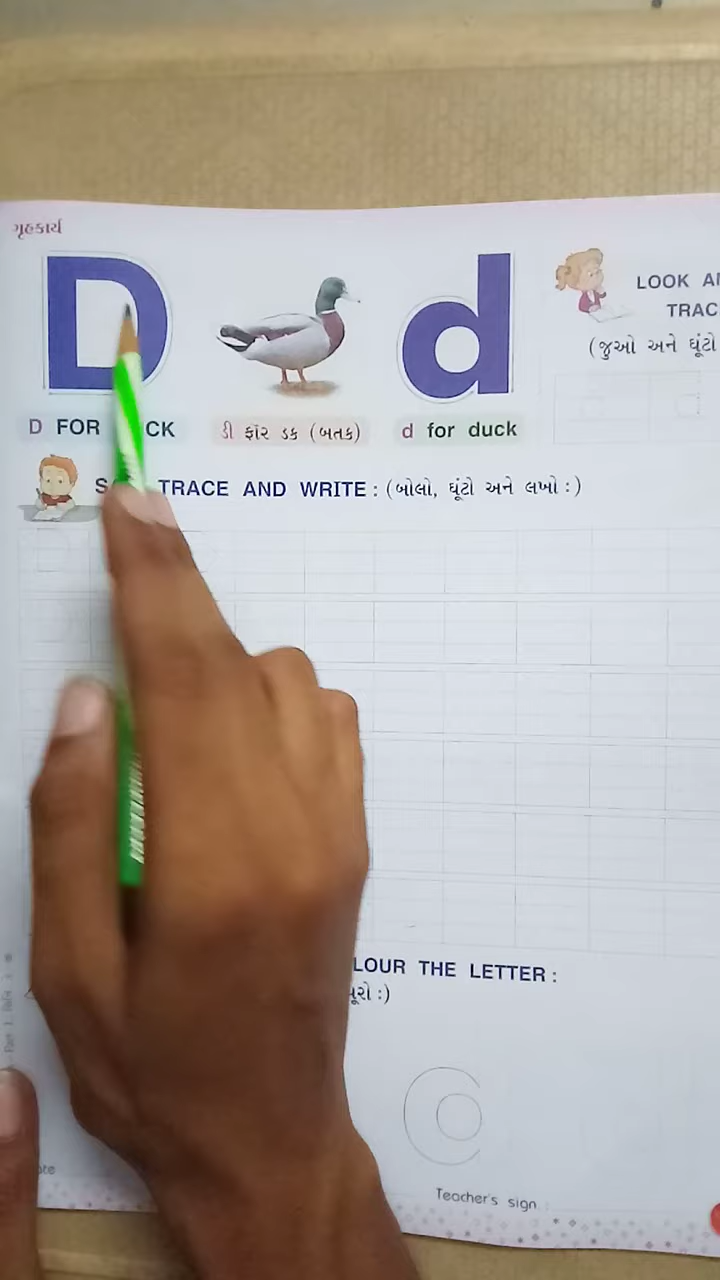 ગૃહકાર્ય
D d
LOOK
TRAC
(જુઓ અને ઘૂંટો
D FOR CK
ડી ફૉર ડક (બતક)
d for duck
TRACE AND WRITE : (બોલો, ઘૂંટો અને લખો :)
LOUR THE LETTER :
પૂરો :)
Teacher's sign :